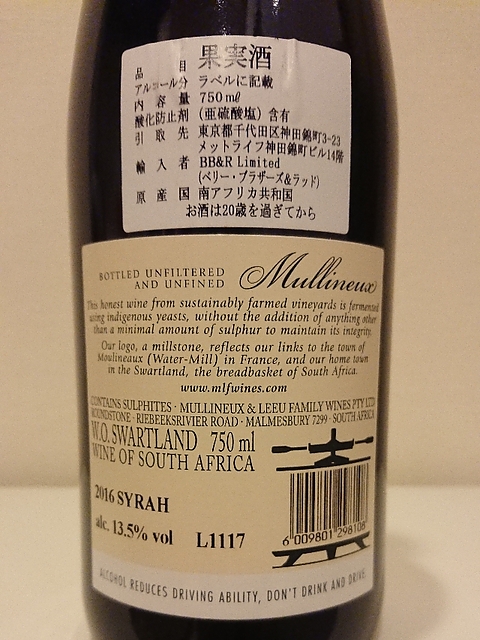 果実酒
品 目
アルコール分 ラベルに記載
内 容 量 750mℓ
酸化防止剤 (亜硫酸塩) 含有
引 取 先 東京都千代田区神田錦町3-23
メットライフ神田錦町ビル14階
輸 入 者 BB&R Limited
(ベリー・ブラザーズ&ラッド)
原 産 国 南アフリカ共和国
お酒は20歳を過ぎてから
BOTTLED UNFILTERED
AND UNFINED
Mullineux
This honest wine from sustainably farmed vineyards is fermented
using indigenous yeasts, without the addition of anything other
than a minimal amount of sulphur to maintain its integrity.
Our logo, a millstone, reflects our links to the town of
Moulineaux (Water-Mill) in France, and our home town
in the Swartland, the breadbasket of South Africa.
www.mlfwines.com
CONTAINS SULPHITES · MULLINEUX & LEEU FAMILY WINES PTY LTD
ROUNDSTONE · RIEBEEKSRIVIER ROAD · MALMESBURY 7299 · SOUTH AFRICA
W.O. SWARTLAND 750 ml
WINE OF SOUTH AFRICA
2016 SYRAH
alc. 13.5% vol L1117
6 009801 298108
ALCOHOL REDUCES DRIVING ABILITY, DON'T DRINK AND DRIVE.